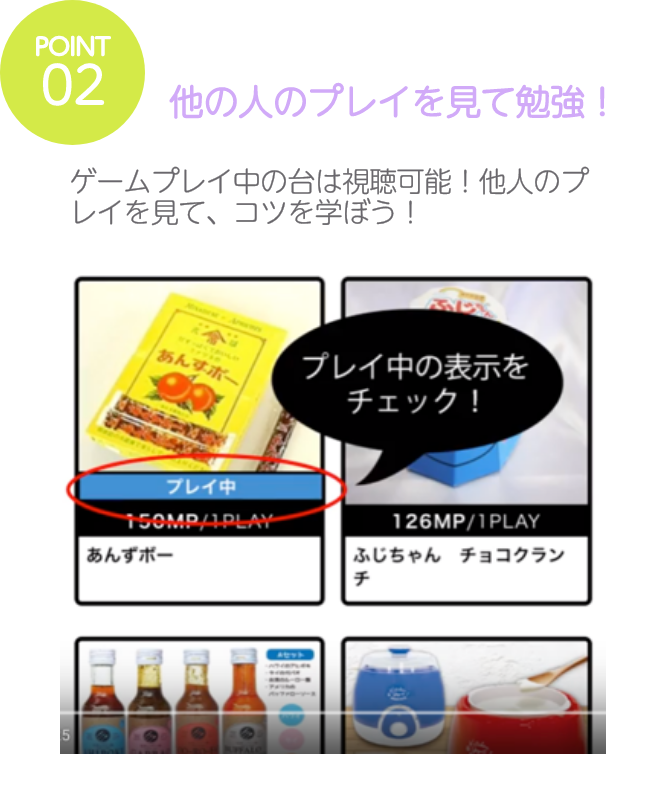 POINT
02
他の人のプレイを見て勉強！
ゲームプレイ中の台は視聴可能！他人のプ
レイを見て、コツを学ぼう！
あんずボー
プレイ中の表示を
チェック！
プレイ中
150MP/1PLAY
126MP/1PLAY
あんずボー
ふじちゃん　チョコクラン
チ
Aセット
5